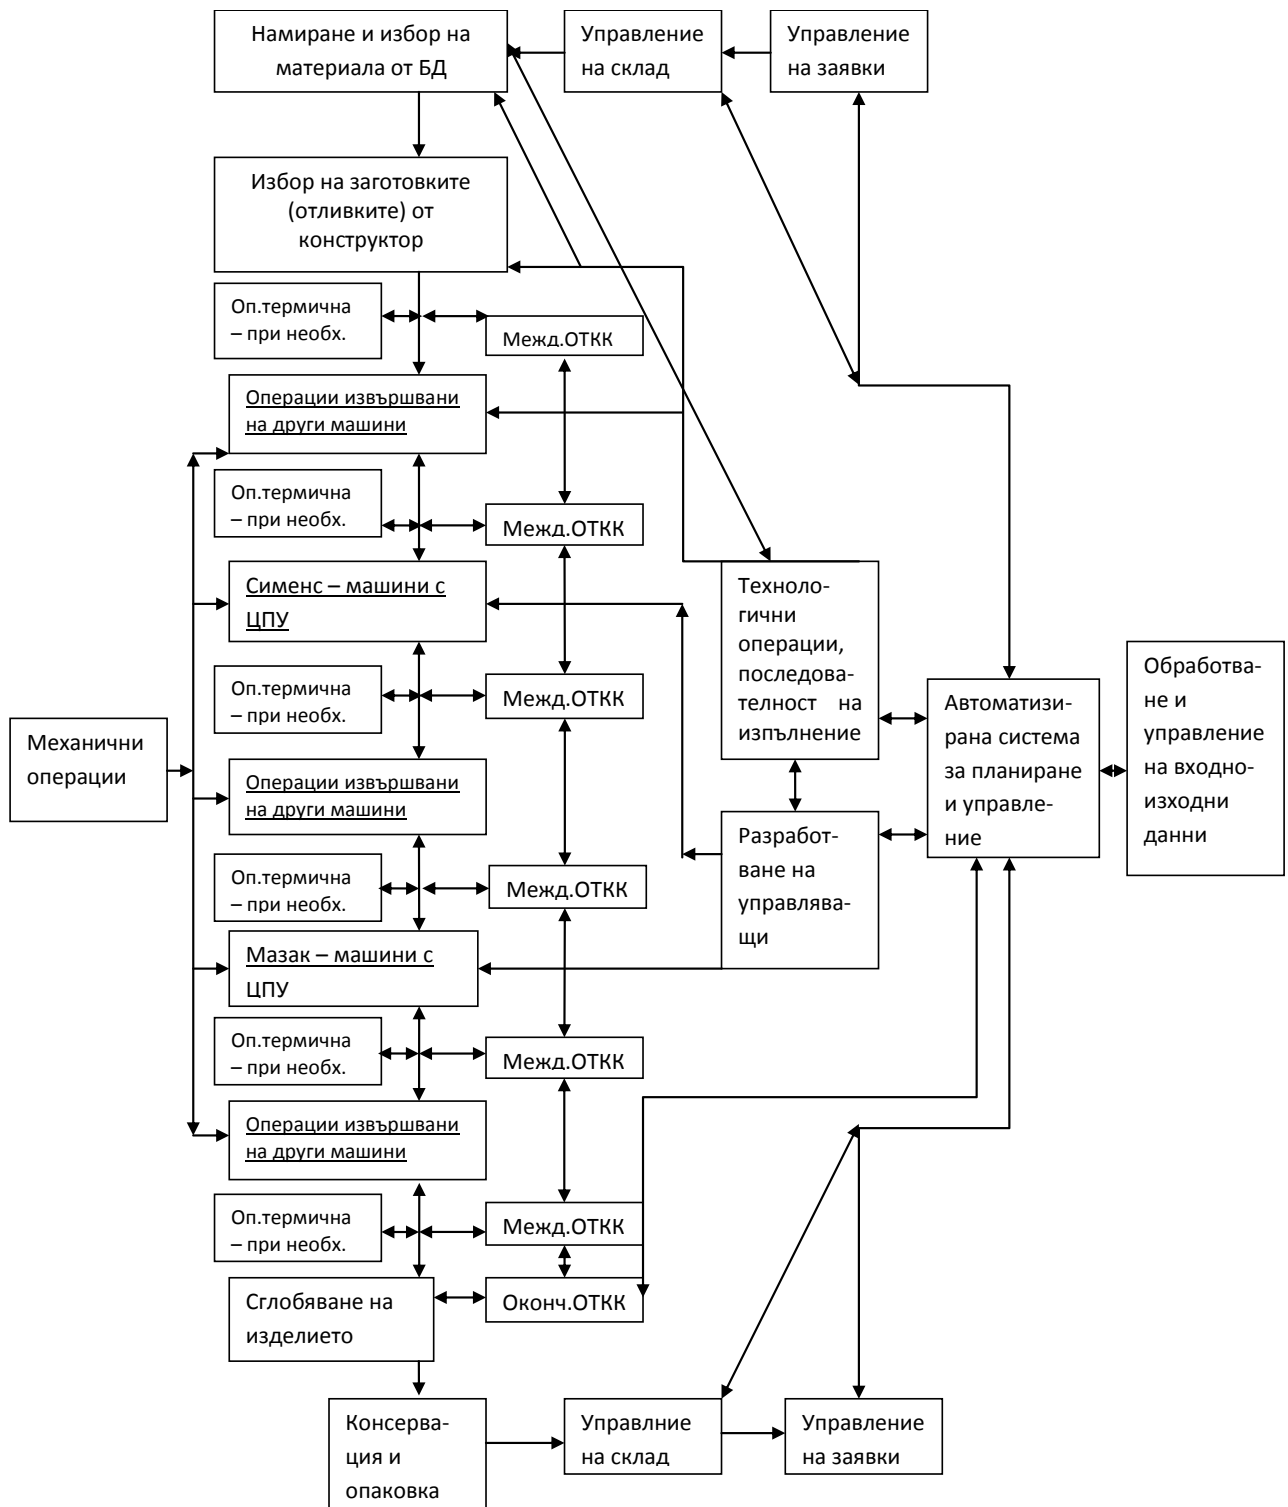 Намиране и избор на
материала от БД
Управление
на склад
Управление
на заявки
Избор на заготовките
(отливките) от
конструктор
Оп.термична
– при необх.
Межд.ОТКК
Операции извършвани
на други машини
Оп.термична
– при необх.
Межд.ОТКК
Сименс – машини с
ЦПУ
Техноло-
гични
операции,
последова-
телност на
изпълнение
Оп.термична
– при необх.
Межд.ОТКК
Автоматизи-
рана система
за планиране
и управле-
ние
Обработва-
не и
управление
на входно-
изходни
данни
Механични
операции
Операции извършвани
на други машини
Разработ-
ване на
управлява-
щи
Оп.термична
– при необх.
Межд.ОТКК
Мазак – машини с
ЦПУ
Оп.термична
– при необх.
Межд.ОТКК
Операции извършвани
на други машини
Оп.термична
– при необх.
Межд.ОТКК
Сглобяване на
изделието
Оконч.ОТКК
Консерва-
ция и
опаковка
Управлние
на склад
Управление
на заявки